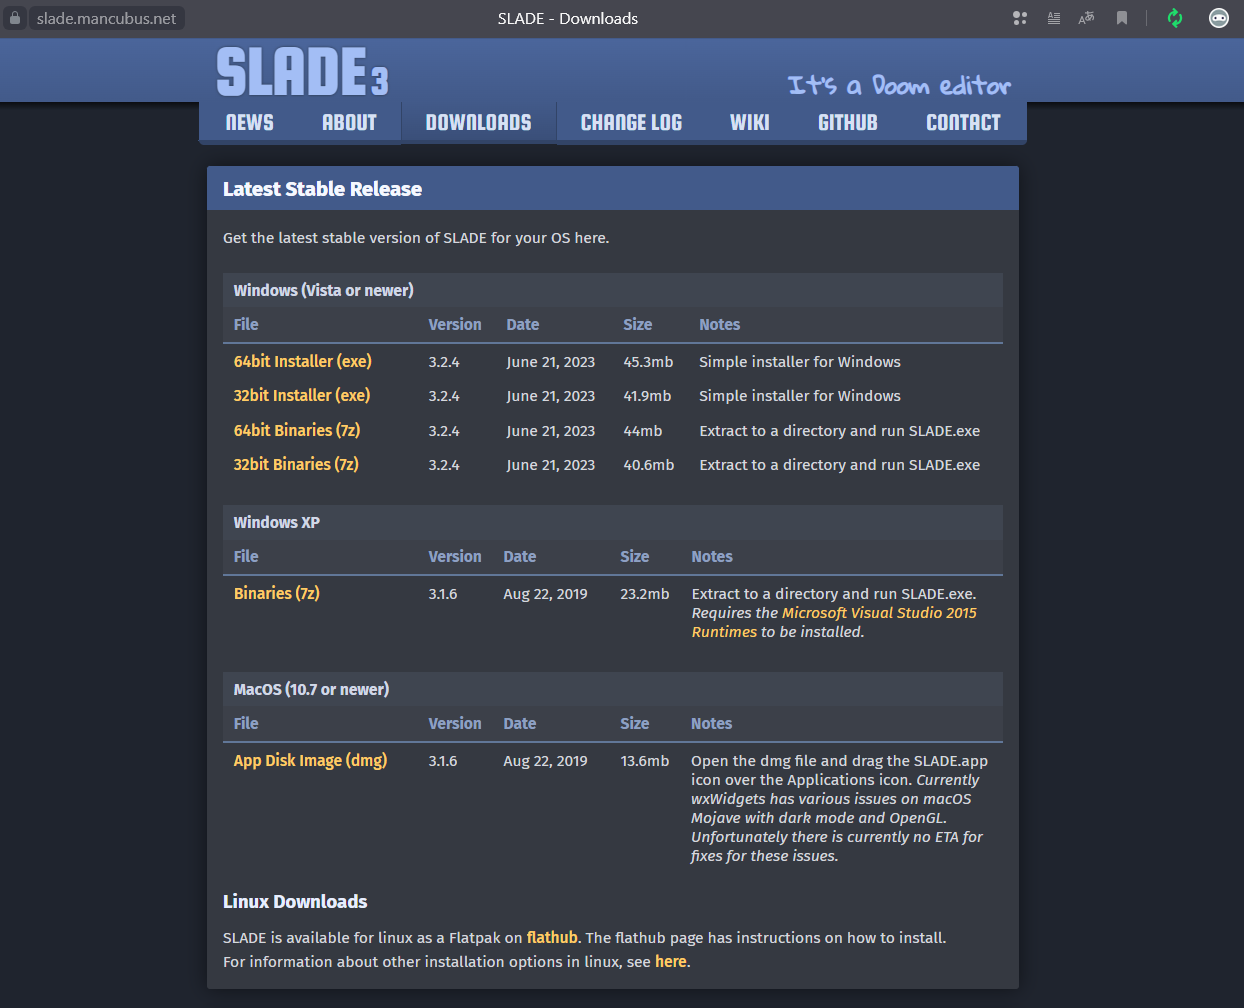 slade.mancubus.net
SLADE - Downloads
SLADE 3
It's a Doom editor
NEWS ABOUT DOWNLOADS CHANGE LOG WIKI GITHUB CONTACT
Latest Stable Release
Get the latest stable version of SLADE for your OS here.
Windows (Vista or newer)
File Version Date Size Notes
64bit Installer (exe) 3.2.4 June 21, 2023 45.3mb Simple installer for Windows
32bit Installer (exe) 3.2.4 June 21, 2023 41.9mb Simple installer for Windows
64bit Binaries (7z) 3.2.4 June 21, 2023 44mb Extract to a directory and run SLADE.exe
32bit Binaries (7z) 3.2.4 June 21, 2023 40.6mb Extract to a directory and run SLADE.exe
Windows XP
File Version Date Size Notes
Binaries (7z) 3.1.6 Aug 22, 2019 23.2mb Extract to a directory and run SLADE.exe.
Requires the Microsoft Visual Studio 2015
Runtimes to be installed.
MacOS (10.7 or newer)
File Version Date Size Notes
App Disk Image (dmg) 3.1.6 Aug 22, 2019 13.6mb Open the dmg file and drag the SLADE.app
icon over the Applications icon. Currently
wxWidgets has various issues on macOS
Mojave with dark mode and OpenGL.
Unfortunately there is currently no ETA for
fixes for these issues.
Linux Downloads
SLADE is available for linux as a Flatpak on flathub. The flathub page has instructions on how to install.
For information about other installation options in linux, see here.